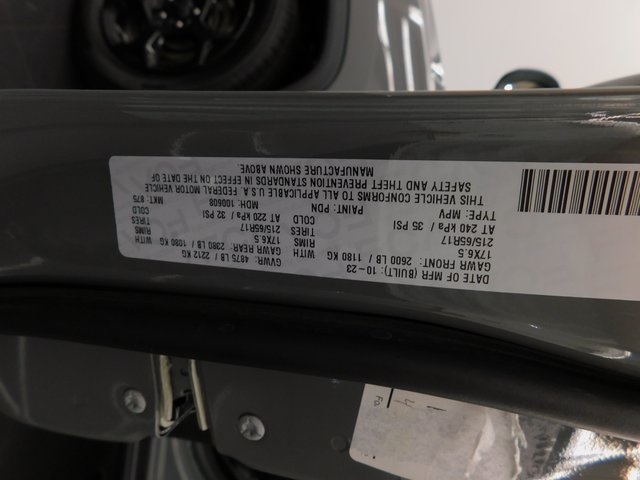 DATE OF MFR (BUILT): 10-23 GVWR: 4875 LB / 2212 KG
GAWR FRONT: 2600 LB / 1180 KG WITH GAWR REAR: 2380 LB / 1080 KG WITH
17X6.5 RIMS 17X6.5 RIMS
215/65R17 TIRES 215/65R17 TIRES
AT 240 kPa / 35 PSI COLD AT 220 kPa / 32 PSI COLD
TYPE: MPV PAINT: PDN MDH: 100608 MKT: 875
THIS VEHICLE CONFORMS TO ALL APPLICABLE U.S.A. FEDERAL MOTOR VEHICLE
SAFETY AND THEFT PREVENTION STANDARDS IN EFFECT ON THE DATE OF
MANUFACTURE SHOWN ABOVE.